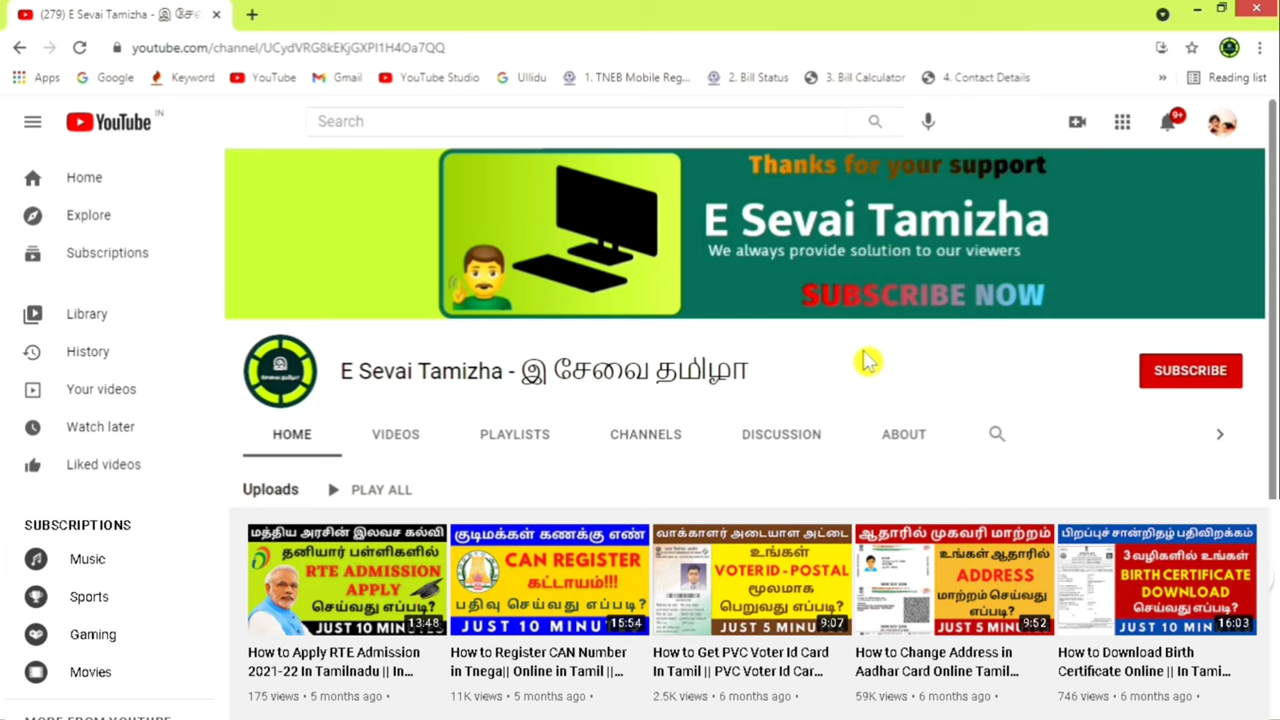 (279) E Sevai Tamizha - இ சேவை
youtube.com/channel/UCydVRG8kEKjGXPI1H4Oa7QQ
Apps Google Keyword YouTube Gmail YouTube Studio Ullidu 1. TNEB Mobile Reg... 2. Bill Status 3. Bill Calculator 4. Contact Details » Reading list
YouTube IN Search 9+
Thanks for your support
E Sevai Tamizha
We always provide solution to our viewers
SUBSCRIBE NOW
Home
Explore
Subscriptions
Library
History
Your videos
Watch later
Liked videos
SUBSCRIPTIONS
Music
Sports
Gaming
Movies
MORE FROM YOUTUBE
சேவை தமிழா
E Sevai Tamizha - இ சேவை தமிழா
SUBSCRIBE
HOME VIDEOS PLAYLISTS CHANNELS DISCUSSION ABOUT
Uploads PLAY ALL
மத்திய அரசின் இலவச கல்வி
தனியார் பள்ளிகளில்
RTE ADMISSION
APPLY
செய்வது எப்படி?
JUST 10 MINU
13:48
How to Apply RTE Admission
2021-22 In Tamilnadu || In...
175 views • 5 months ago •
குடிமக்கள் கணக்கு எண்
CAN REGISTER
கட்டாயம்!!!
பதிவு செய்வது எப்படி?
JUST 10 MINU
15:54
How to Register CAN Number
in Tnega|| Online in Tamil ||...
11K views • 5 months ago •
வாக்காளர் அடையாள அட்டை
உங்கள்
VOTER ID - POSTAL
மூலமாக
பெறுவது எப்படி?
JUST 5 MINU
9:07
How to Get PVC Voter Id Card
In Tamil || PVC Voter Id Car...
2.5K views • 6 months ago •
ஆதாரில் முகவரி மாற்றம்
உங்கள் ஆதாரில்
ADDRESS
மாற்றம் செய்வது
எப்படி?
JUST 5 MINU
9:52
How to Change Address in
Aadhar Card Online Tamil...
59K views • 6 months ago •
பிறப்புச் சான்றிதழ் பதிவிறக்கம்
3 வழிகளில் உங்கள்
BIRTH CERTIFICATE
DOWNLOAD
செய்வது எப்படி?
JUST 10 MIN
16:03
How to Download Birth
Certificate Online || In Tami...
746 views • 6 months ago •